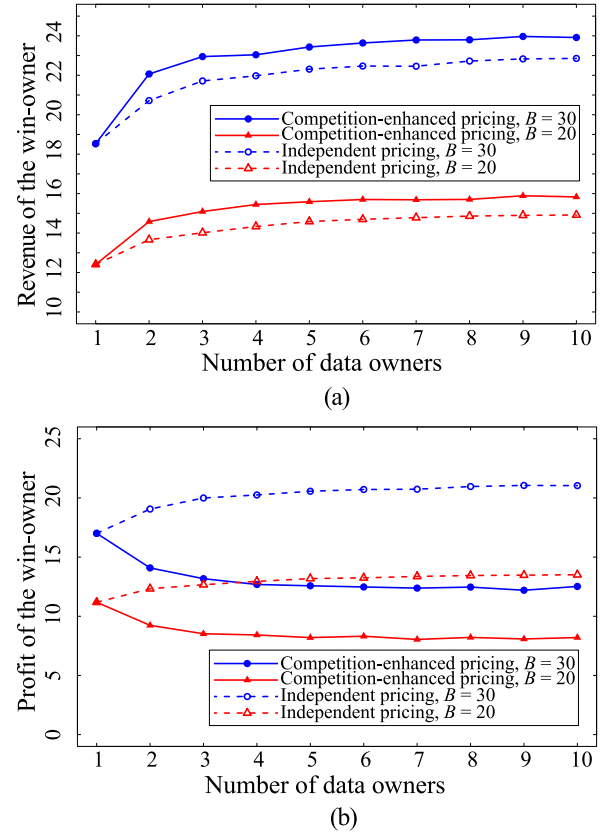 Revenue of the win-owner
24
22
20
18
16
14
12
10
Competition-enhanced pricing, B = 30
Competition-enhanced pricing, B = 20
Independent pricing, B = 30
Independent pricing, B = 20
1 2 3 4 5 6 7 8 9 10
Number of data owners
(a)
Profit of the win-owner
25
20
15
10
5
0
Competition-enhanced pricing, B = 30
Competition-enhanced pricing, B = 20
Independent pricing, B = 30
Independent pricing, B = 20
1 2 3 4 5 6 7 8 9 10
Number of data owners
(b)